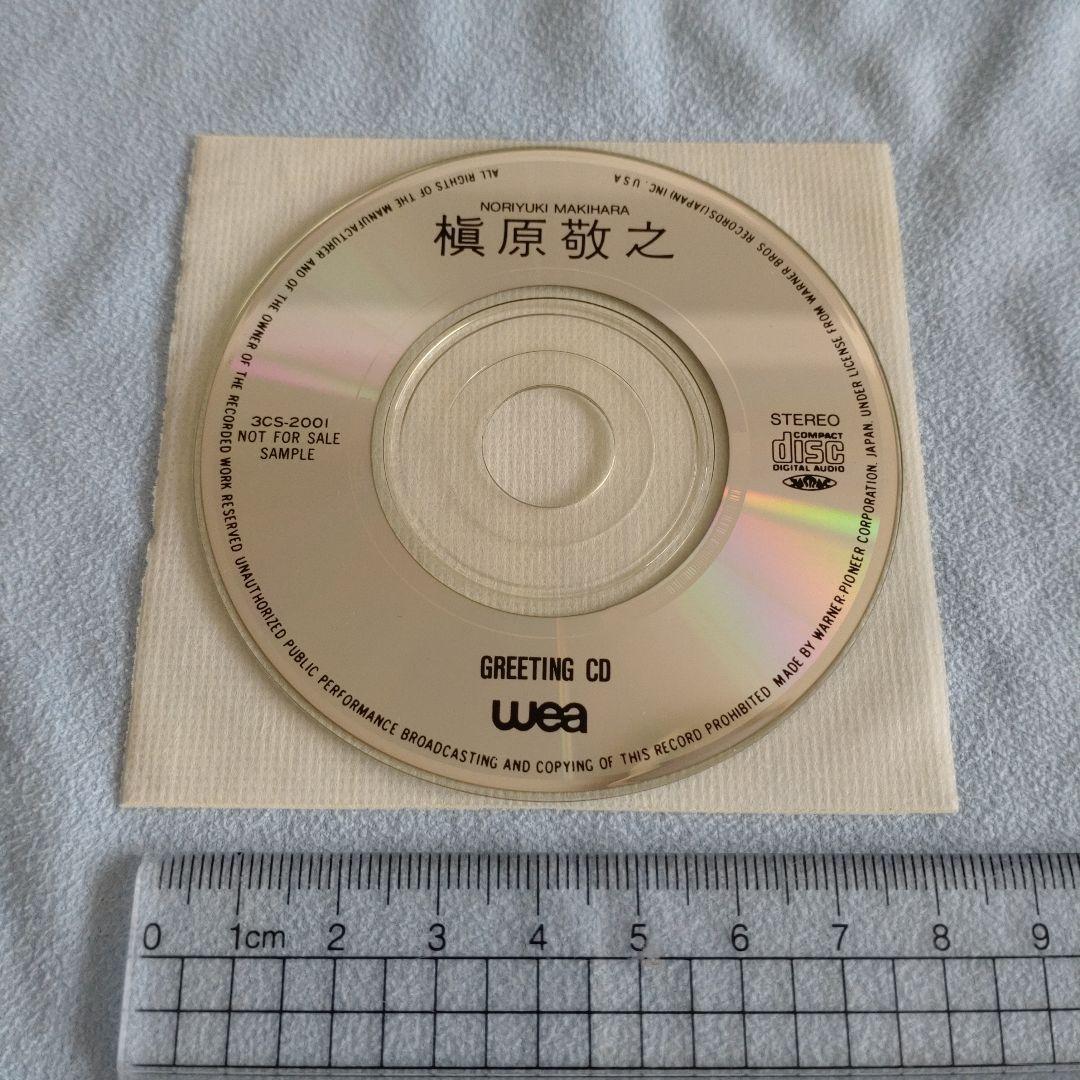 NORIYUKI MAKIHARA
槇原敬之
3CS-2001
NOT FOR SALE
SAMPLE
STEREO
COMPACT
disc
DIGITAL AUDIO
GREETING CD
wea
ALL RIGHTS OF THE MANUFACTURER AND OF THE OWNER OF THE RECORDED WORK RESERVED UNAUTHORIZED PUBLIC PERFORMANCE BROADCASTING AND COPYING OF THIS RECORD PROHIBITED MADE BY WARNER-PIONEER CORPORATION. JAPAN. UNDER LICENSE FROM WARNER BROS RECORDS(JAPAN)INC. USA
0 1cm 2 3 4 5 6 7 8 9